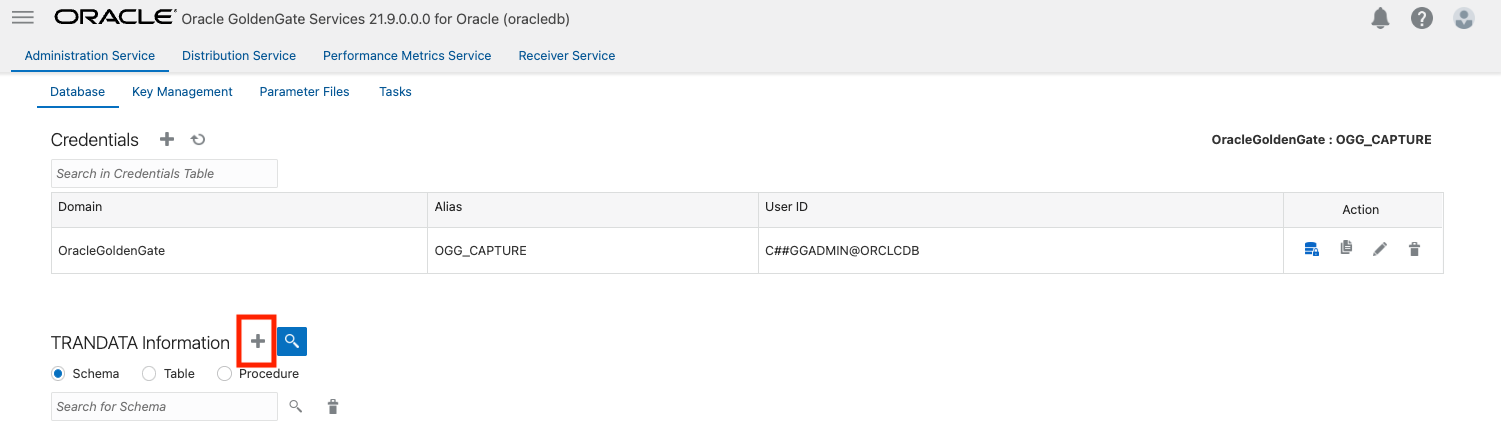 ORACLE Oracle GoldenGate Services 21.9.0.0.0 for Oracle (oracledb)
Administration Service Distribution Service Performance Metrics Service Receiver Service
Database Key Management Parameter Files Tasks
Credentials OracleGoldenGate : OGG_CAPTURE
Search in Credentials Table
Domain Alias User ID Action
OracleGoldenGate OGG_CAPTURE C##GGADMIN@ORCLCDB
TRANDATA Information
Schema Table Procedure
Search for Schema